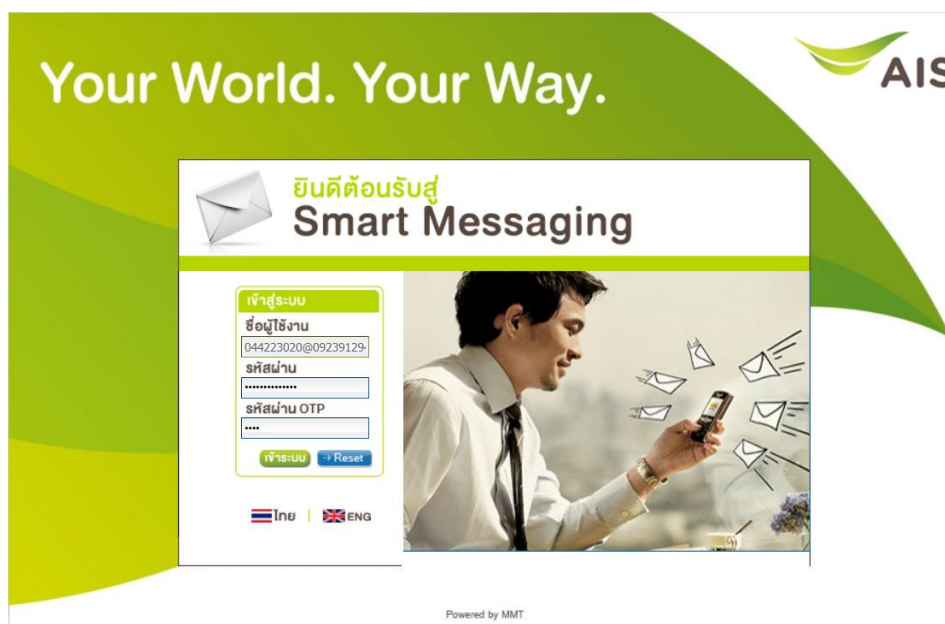 Your World. Your Way.
AIS
ยินดีต้อนรับสู่
Smart Messaging
เข้าสู่ระบบ
ชื่อผู้ใช้งาน
044223020@09239129
รหัสผ่าน
••••••••••••••
รหัสผ่าน OTP
••••
เข้าระบบ → Reset
ไทย | ENG
Powered by MMT